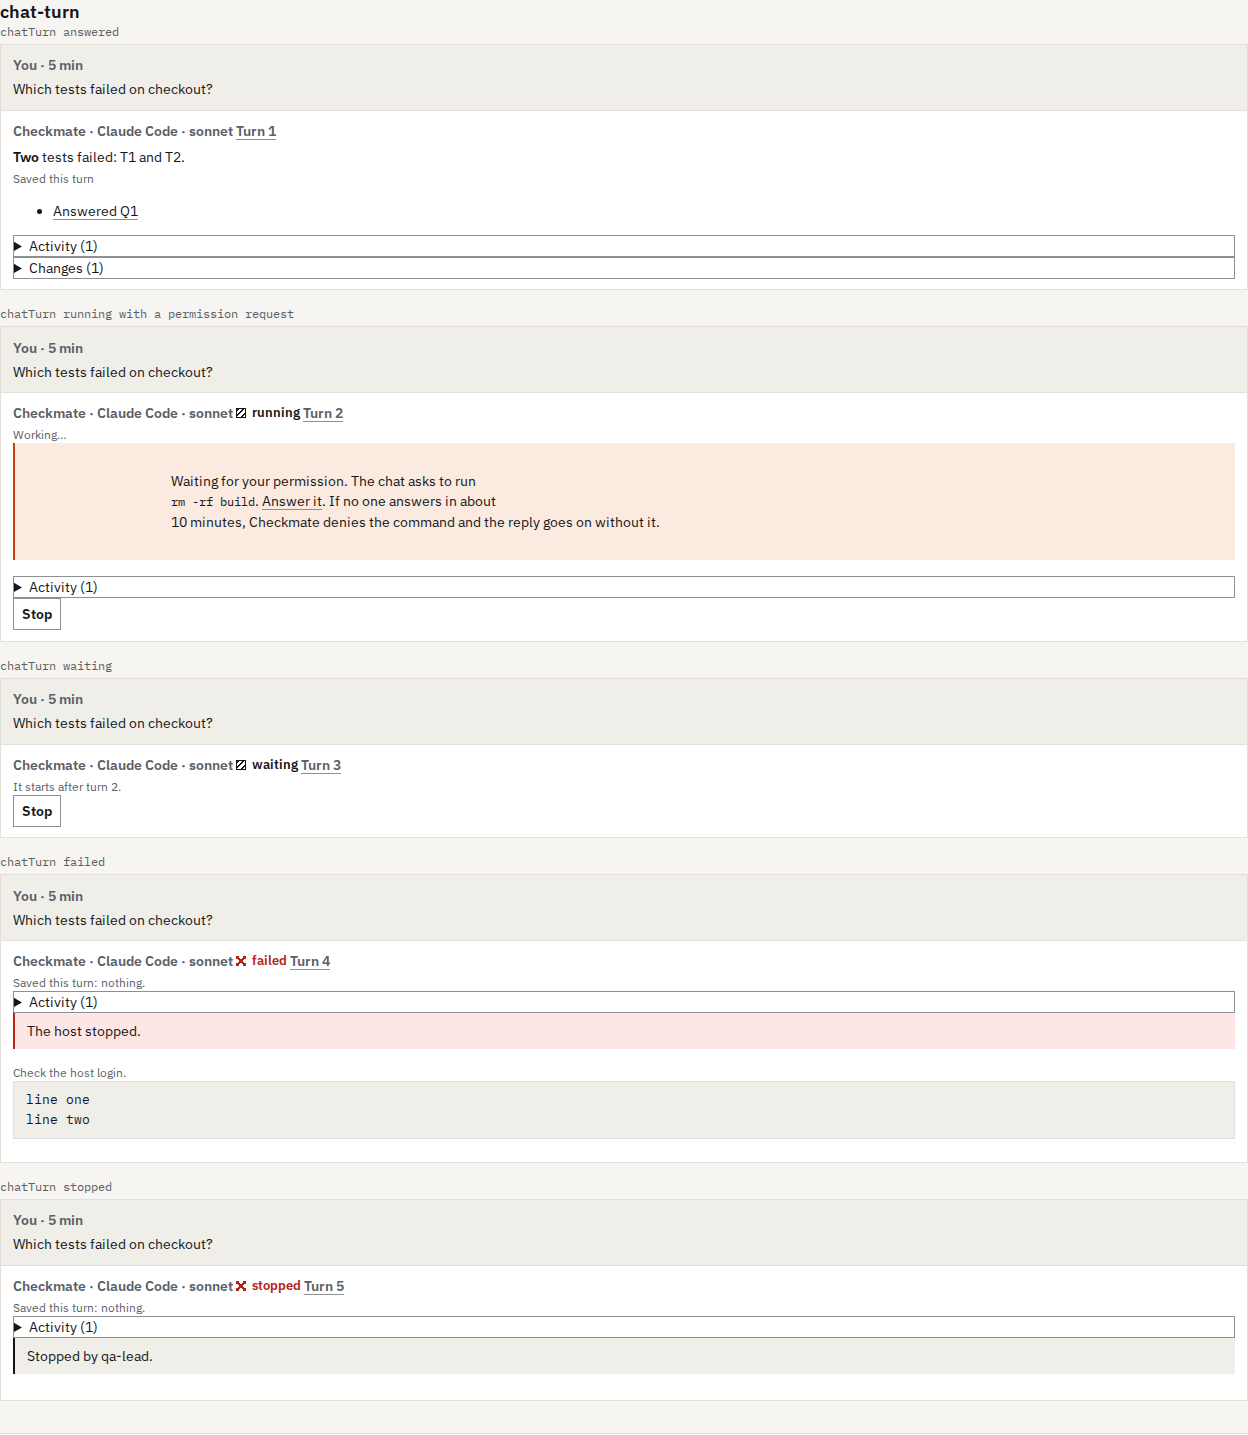 chat-turn
chatTurn answered
You · 5 min
Which tests failed on checkout?
Checkmate · Claude Code · sonnet Turn 1
Two tests failed: T1 and T2.
Saved this turn
Answered Q1
Activity (1)
Changes (1)
chatTurn running with a permission request
You · 5 min
Which tests failed on checkout?
Checkmate · Claude Code · sonnet running Turn 2
Working…
Waiting for your permission. The chat asks to run
rm -rf build. Answer it. If no one answers in about
10 minutes, Checkmate denies the command and the reply goes on without it.
Activity (1)
Stop
chatTurn waiting
You · 5 min
Which tests failed on checkout?
Checkmate · Claude Code · sonnet waiting Turn 3
It starts after turn 2.
Stop
chatTurn failed
You · 5 min
Which tests failed on checkout?
Checkmate · Claude Code · sonnet failed Turn 4
Saved this turn: nothing.
Activity (1)
The host stopped.
Check the host login.
line one
line two
chatTurn stopped
You · 5 min
Which tests failed on checkout?
Checkmate · Claude Code · sonnet stopped Turn 5
Saved this turn: nothing.
Activity (1)
Stopped by qa-lead.